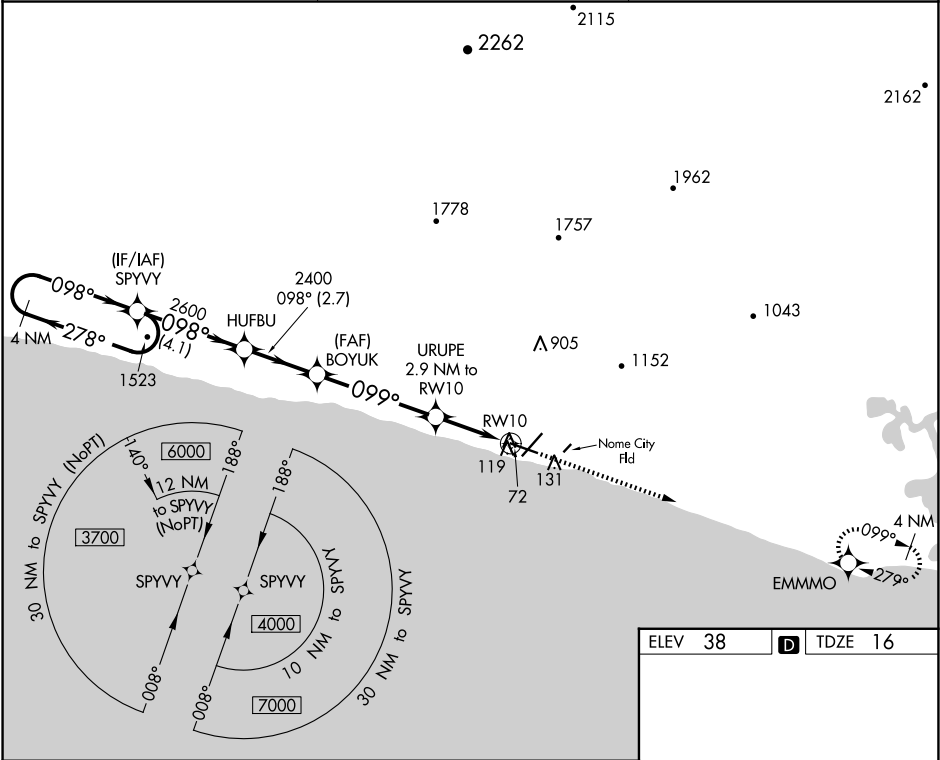 2115
2262
2162
1962
1778
1757
(IF/IAF)
SPYVY
098°
2600
098°
(4.1)
278°
4 NM
1523
HUFBU
2400
098° (2.7)
(FAF)
BOYUK
099°
URUPE
2.9 NM to
RW10
905
1043
1152
RW10
119
72
131
Nome City
Fld
4 NM
099°
279°
EMMMO
30 NM to SPYVY (NoPT)
140°
6000
188°
12 NM
to SPYVY
(NoPT)
3700
SPYVY
008°
188°
SPYVY
4000
10 NM to SPYVY
30 NM to SPYVY
7000
008°
ELEV 38
D
TDZE 16